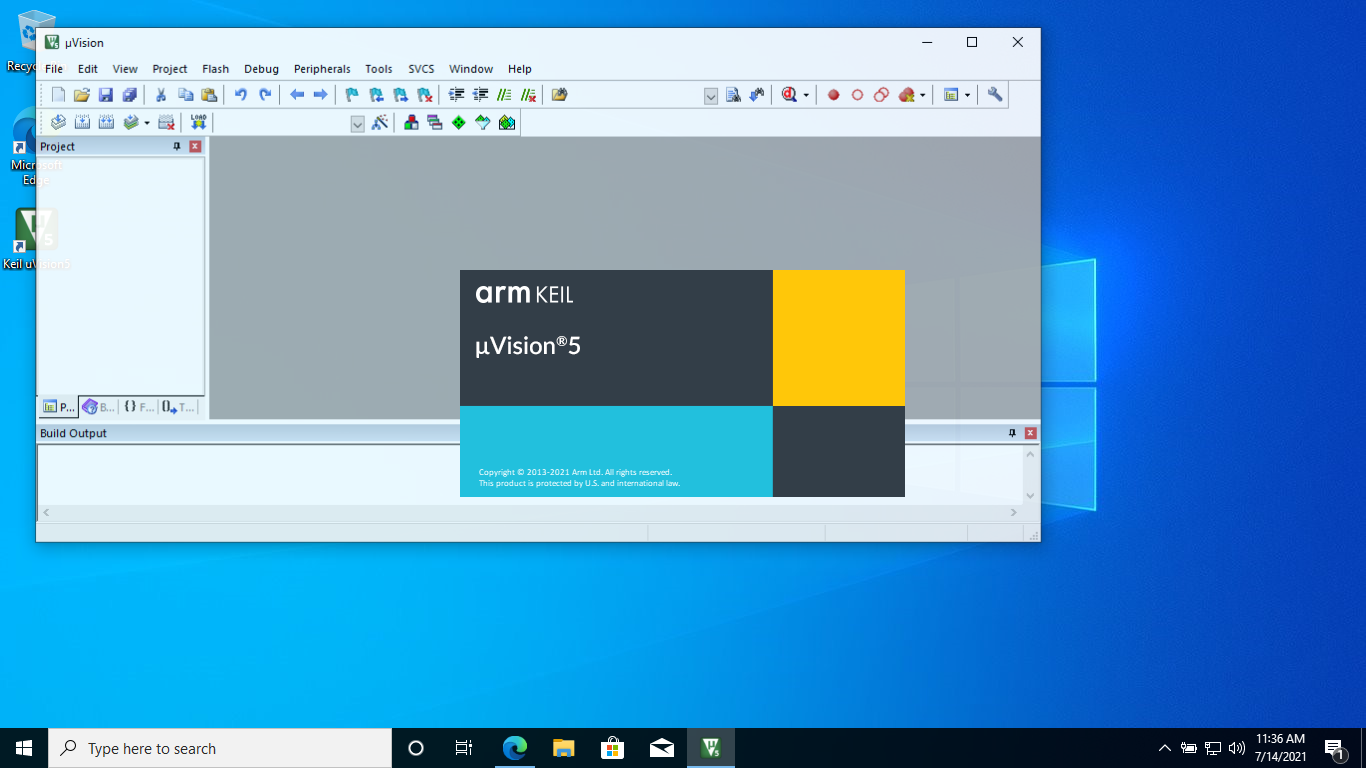 Recyc
µVision
File Edit View Project Flash Debug Peripherals Tools SVCS Window Help
LOAD
Project
Microsoft
Edge
Keil uVision5
arm KEIL
µVision®5
P... B... F... T...
Build Output
Copyright © 2013-2021 Arm Ltd. All rights reserved.
This product is protected by U.S. and international law.
Type here to search
11:36 AM
7/14/2021
1